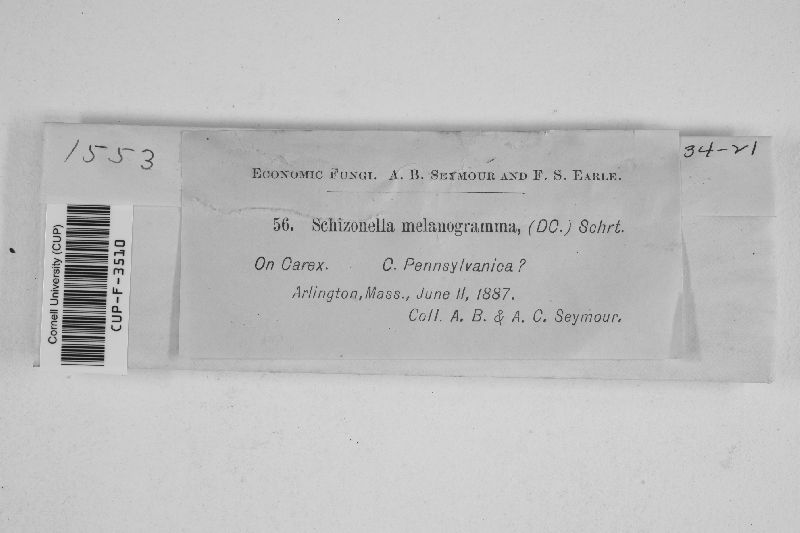 1553
34-21
ECONOMIC FUNGI. A. B. SEYMOUR AND F. S. EARLE.
56. Schizonella melanogramma, (DC.) Schrt.
On Carex. C. Pennsylvanica?
Arlington, Mass., June 11, 1887.
Coll. A. B. & A. C. Seymour.
Cornell University (CUP)
CUP-F-3510